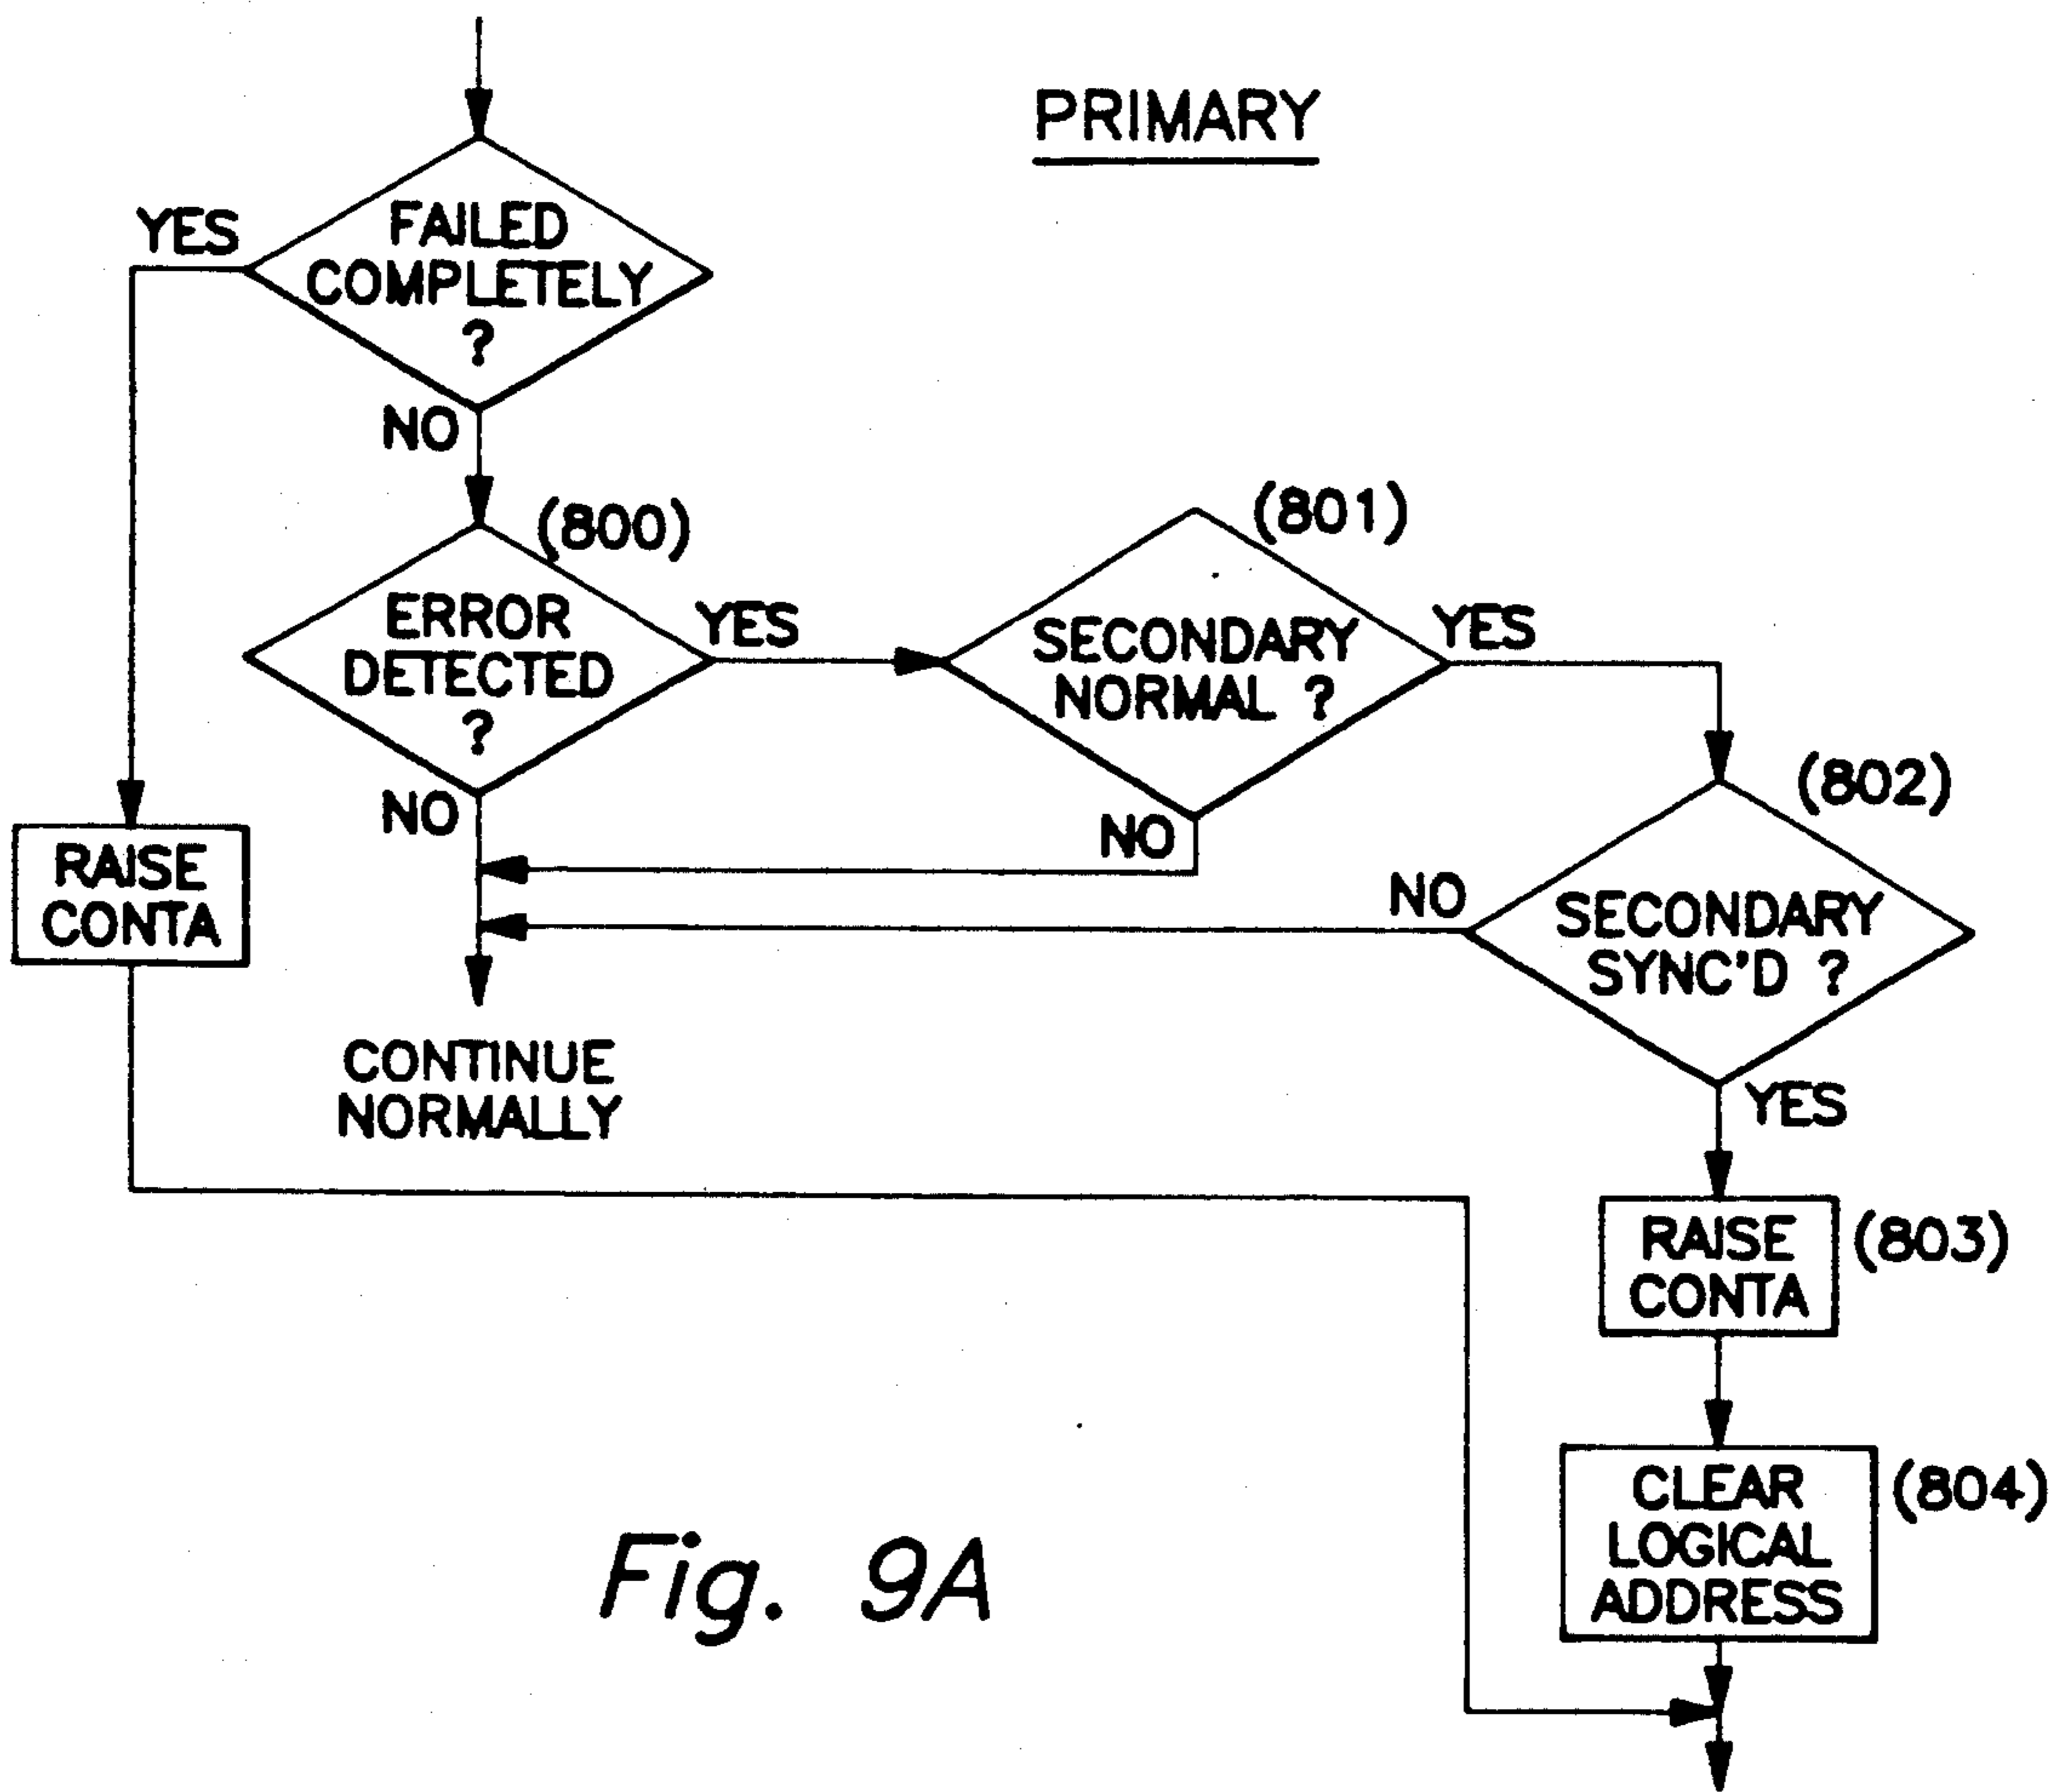 PRIMARY
YES
FAILED
COMPLETELY
?
NO
(800)
ERROR
DETECTED
?
YES
NO
(801)
SECONDARY
NORMAL ?
YES
NO
(802)
SECONDARY
SYNC'D ?
NO
YES
RAISE
CONTA
CONTINUE
NORMALLY
RAISE
CONTA
(803)
CLEAR
LOGICAL
ADDRESS
(804)
Fig. 9A